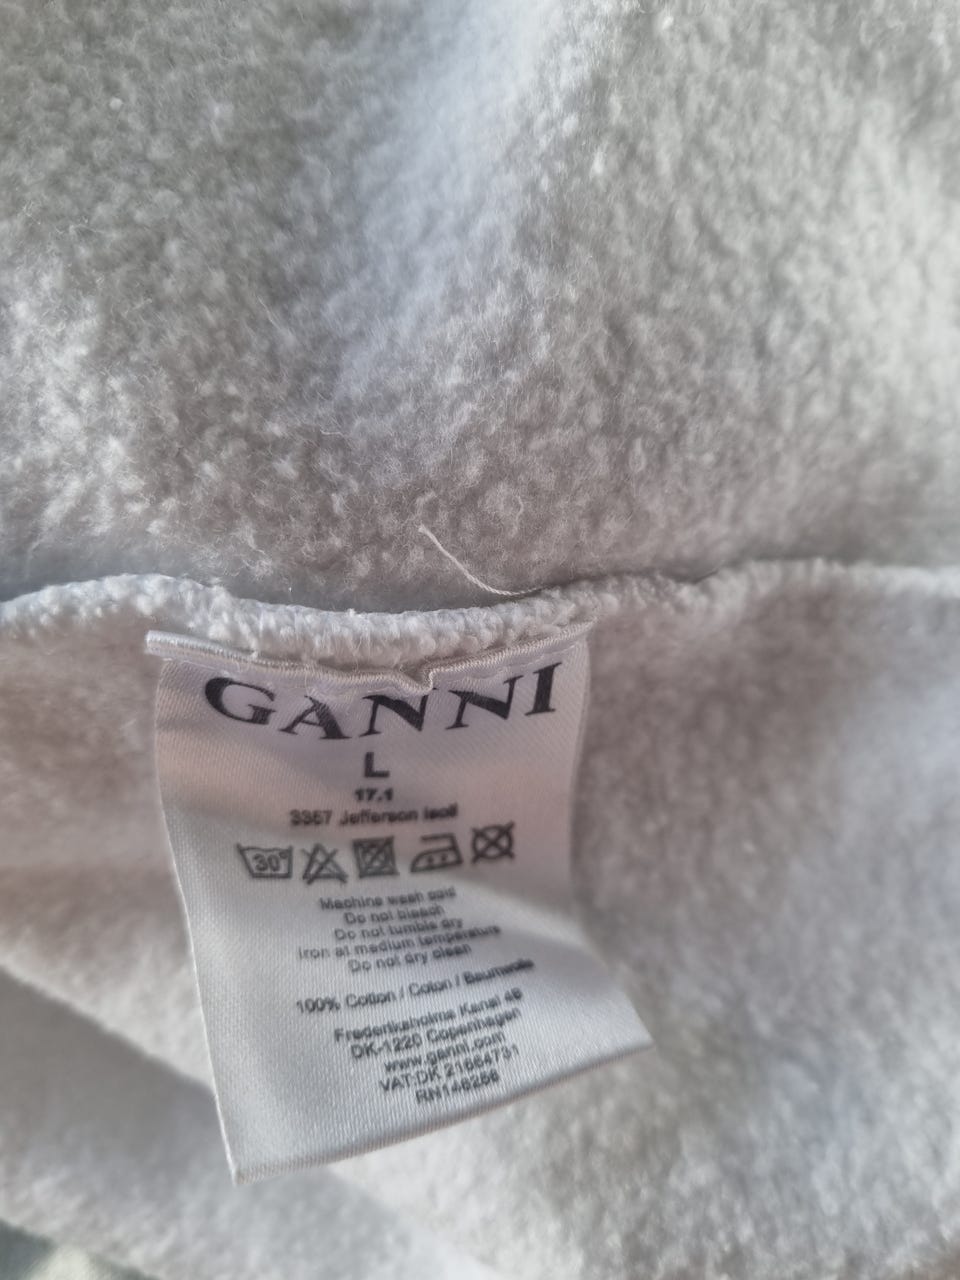 GANNI
L
17.1
3367 Jefferson Isoli
30°
Machine wash cold
Do not bleach
Do not tumble dry
Iron at medium temperature
Do not dry clean
100% Cotton / Coton / Baumwolle
Frederiksholms Kanal 4B
DK-1220 Copenhagen
www.ganni.com
VAT:DK 21664731